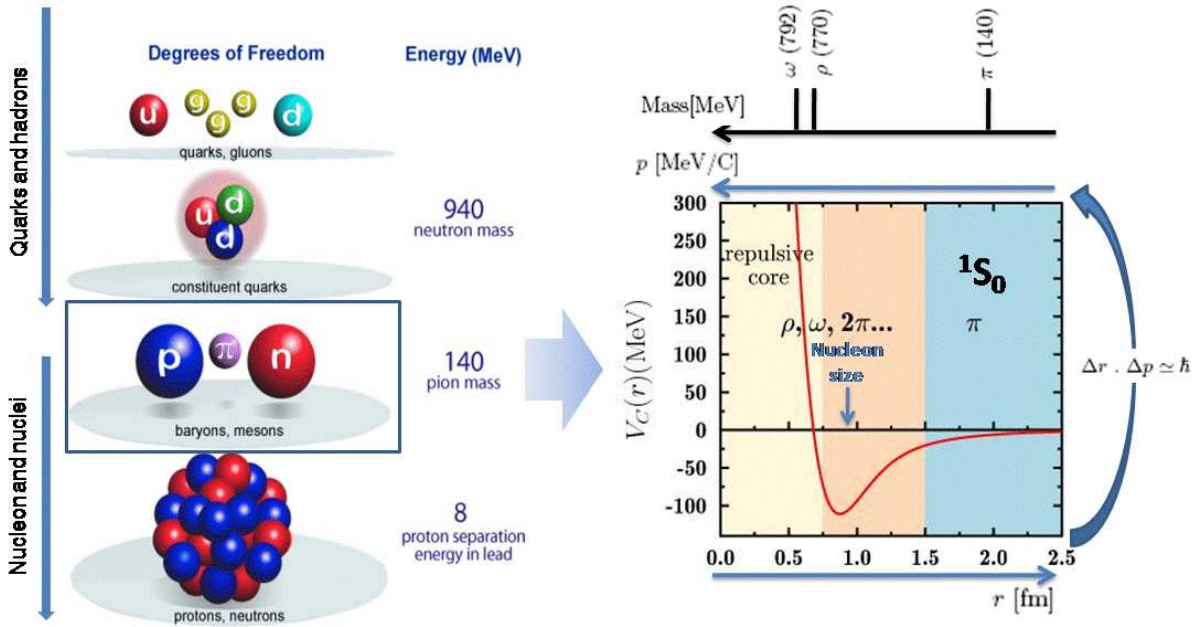 Quarks and hadrons
Nucleon and nuclei
Degrees of Freedom
Energy (MeV)
u g g g d
quarks, gluons
u d d
constituent quarks
940
neutron mass
p π n
baryons, mesons
140
pion mass
8
proton separation
energy in lead
protons, neutrons
ω (792)
ρ (770)
π (140)
Mass[MeV]
p [MeV/C]
300
250
200
150
100
50
0
-50
-100
V_C(r)(MeV)
repulsive
core
¹S₀
ρ, ω, 2π...
π
Nucleon
size
Δr . Δp ≃ ħ
0.0 0.5 1.0 1.5 2.0 2.5
r [fm]